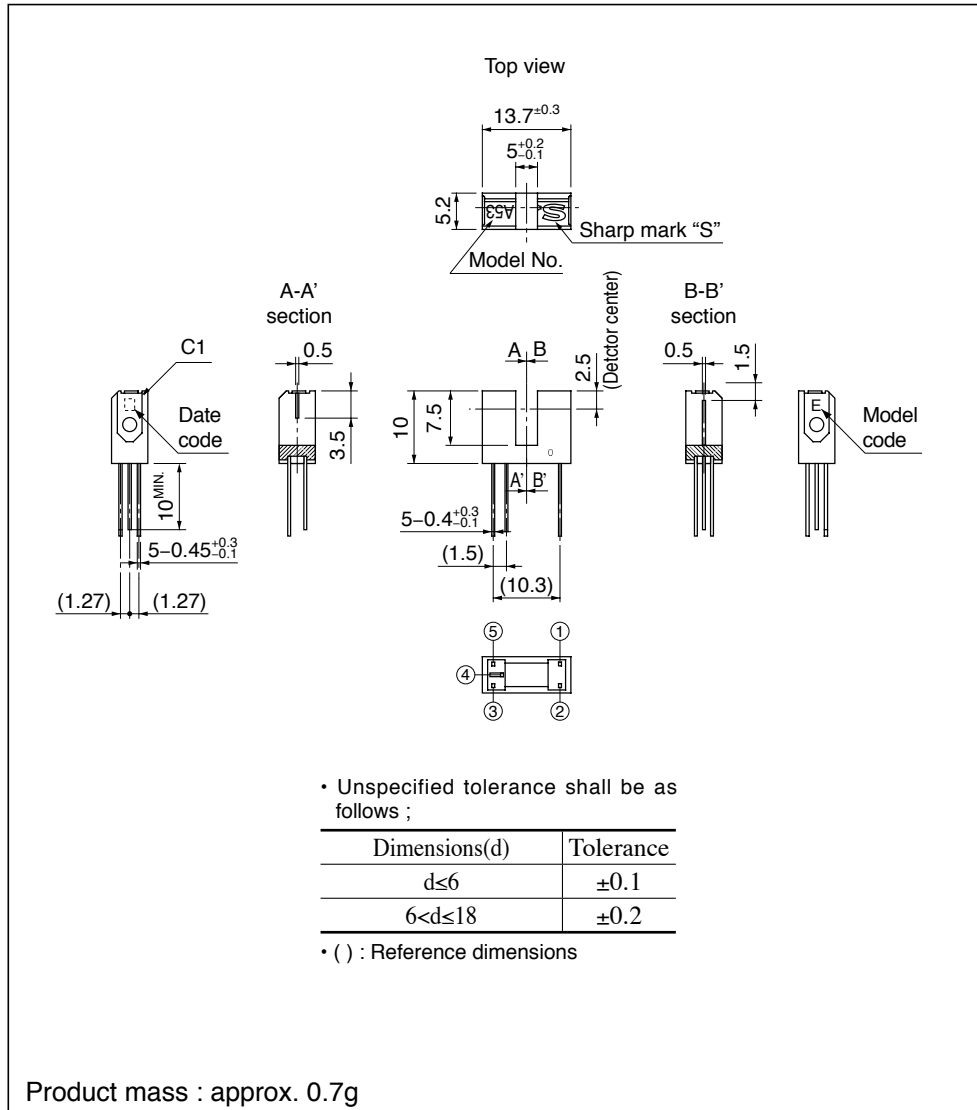 Top view
13.7±0.3
5+0.2−0.1
5.2
A53
S
Sharp mark “S”
Model No.
A-A'
section
0.5
3.5
C1
Date
code
10MIN.
5−0.45+0.3−0.1
(1.27)
(1.27)
A
B
10
7.5
2.5
(Detctor center)
A'
B'
0
5−0.4+0.3−0.1
(1.5)
(10.3)
B-B'
section
0.5
1.5
E
Model
code
⑤
①
④
③
②
• Unspecified tolerance shall be as
follows ;
Dimensions(d) Tolerance
d≤6 ±0.1
6<d≤18 ±0.2
• ( ) : Reference dimensions
Product mass : approx. 0.7g